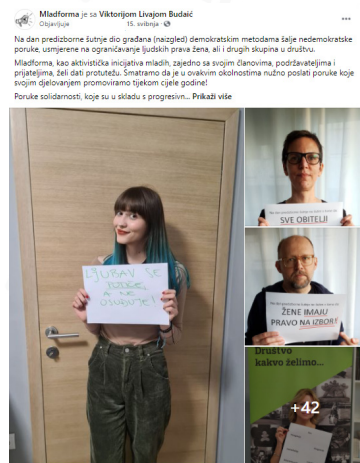 Mladforma je sa Viktorijom Livajom Budaić
Objavljuje
15. svibnja
Na dan predizborne šutnje dio građana (naizgled) demokratskim metodama šalje nedemokratske
poruke, usmjerene na ograničavanje ljudskih prava žena, ali i drugih skupina u društvu.
Mladforma, kao aktivistička inicijativa mladih, zajedno sa svojim članovima, podržavateljima i
prijateljima, želi dati protutežu. Smatramo da je u ovakvim okolnostima nužno poslati poruke koje
svojim djelovanjem promoviramo tijekom cijele godine!
Poruke solidarnosti, koje su u skladu s progresivn... Prikaži više
LJUBAV SE
POTIČE,
A NE
OSUĐUJE!
SVE OBITELJI
ŽENE IMAJU
PRAVO NA IZBOR!
Društvo
kakvo želimo...
+42